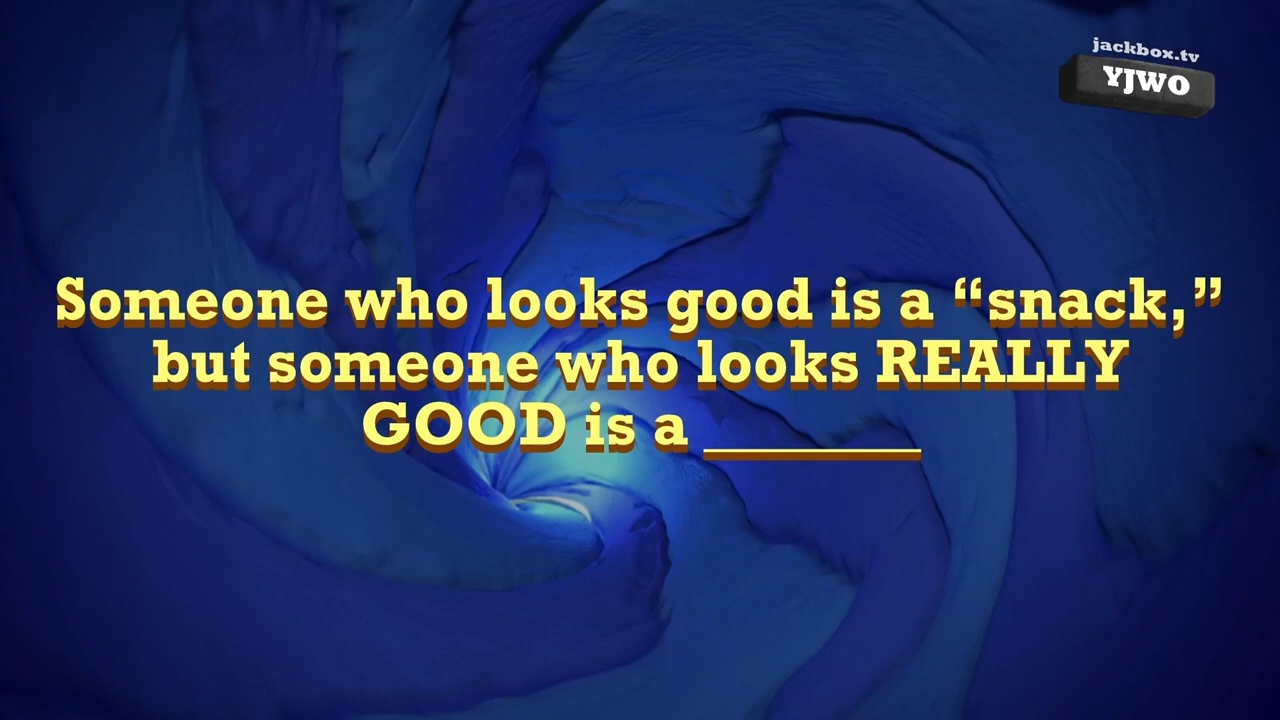 jackbox.tv
YJWO
Someone who looks good is a “snack,”
but someone who looks REALLY
GOOD is a ________